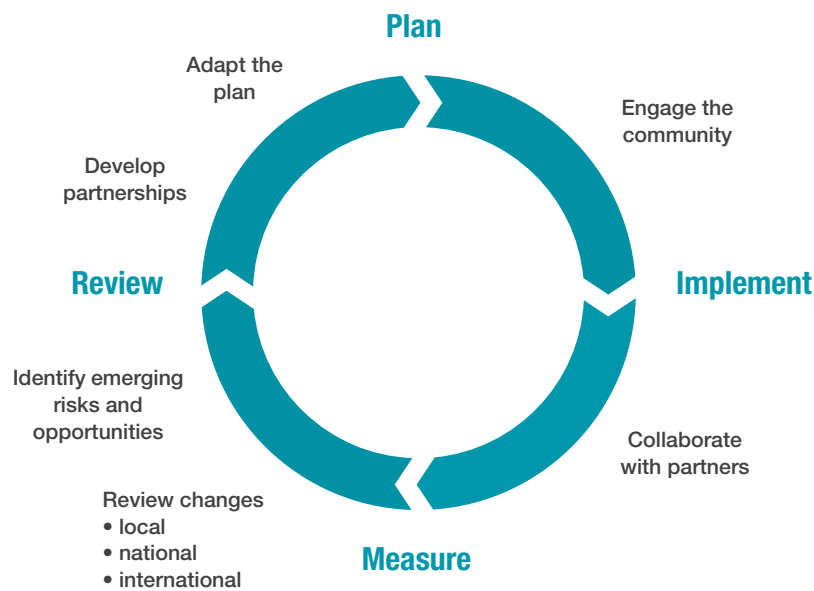 Plan
Engage the
community
Implement
Collaborate
with partners
Measure
Review changes
• local
• national
• international
Identify emerging
risks and
opportunities
Review
Develop
partnerships
Adapt the
plan